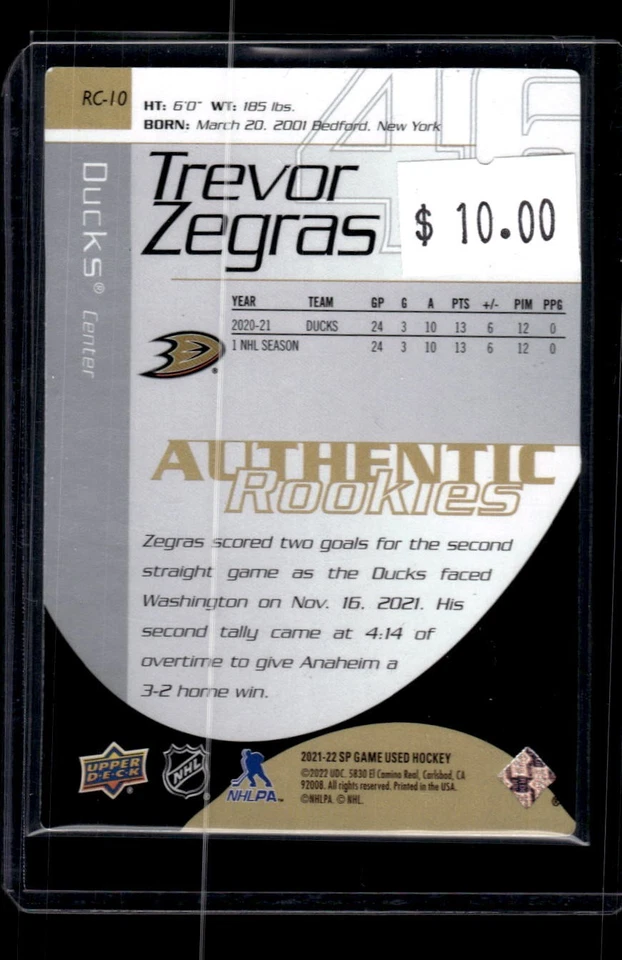 RC-10
HT: 6'0" WT: 185 lbs.
BORN: March 20, 2001 Bedford, New York
46
Trevor
Zegras
$ 10.00
Ducks® Center
YEAR TEAM GP G A PTS +/- PIM PPG
2020-21 DUCKS 24 3 10 13 6 12 0
1 NHL SEASON 24 3 10 13 6 12 0
AUTHENTIC
Rookies
Zegras scored two goals for the second
straight game as the Ducks faced
Washington on Nov. 16, 2021. His
second tally came at 4:14 of
overtime to give Anaheim a
3-2 home win.
UPPER
DECK
NHL
NHLPA™
2021-22 SP GAME USED HOCKEY
©2022 UDC. 5830 El Camino Real, Carlsbad, CA
92008. All rights reserved. Printed in the USA.
©NHLPA. © NHL.